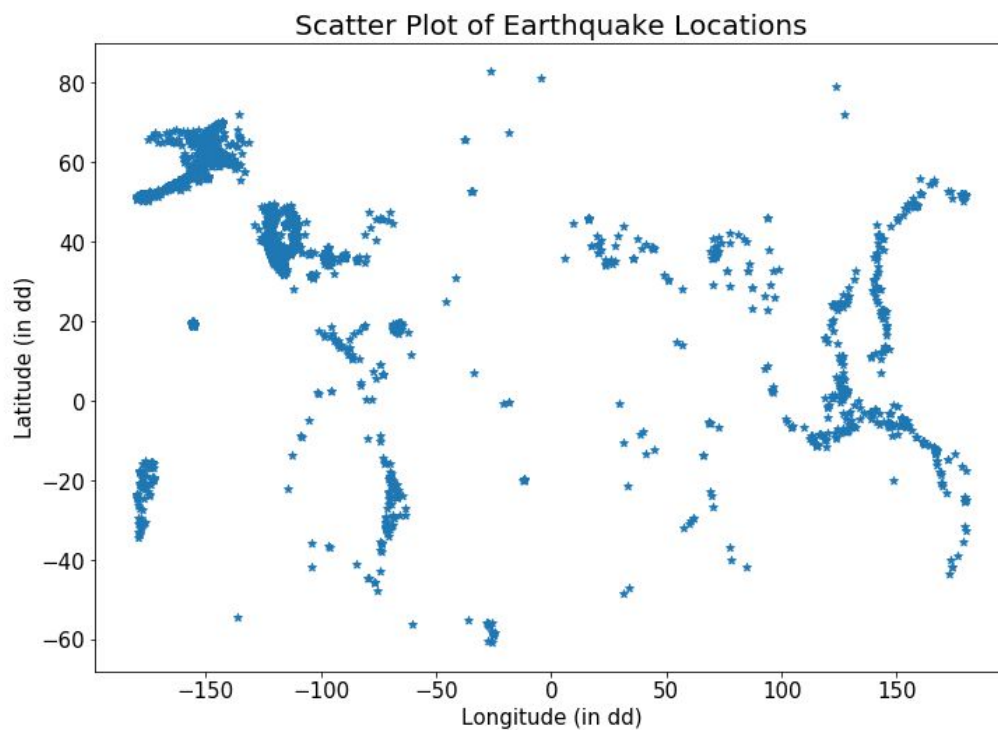 Scatter Plot of Earthquake Locations
80
60
40
20
0
−20
−40
−60
Latitude (in dd)
−150 −100 −50 0 50 100 150
Longitude (in dd)